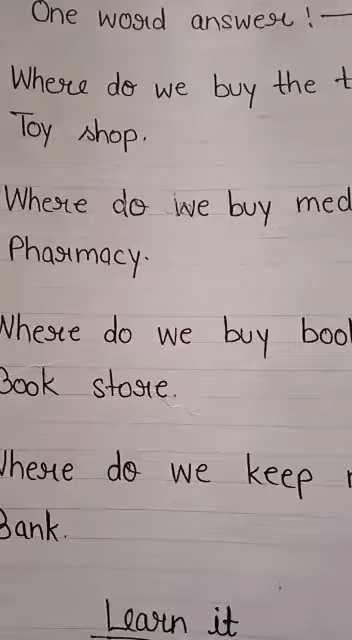 One word answer!—
Where do we buy the t
Toy shop.
Where do we buy med
Pharmacy.
Where do we buy boo
Book store.
Where do we keep
Bank.
Learn it